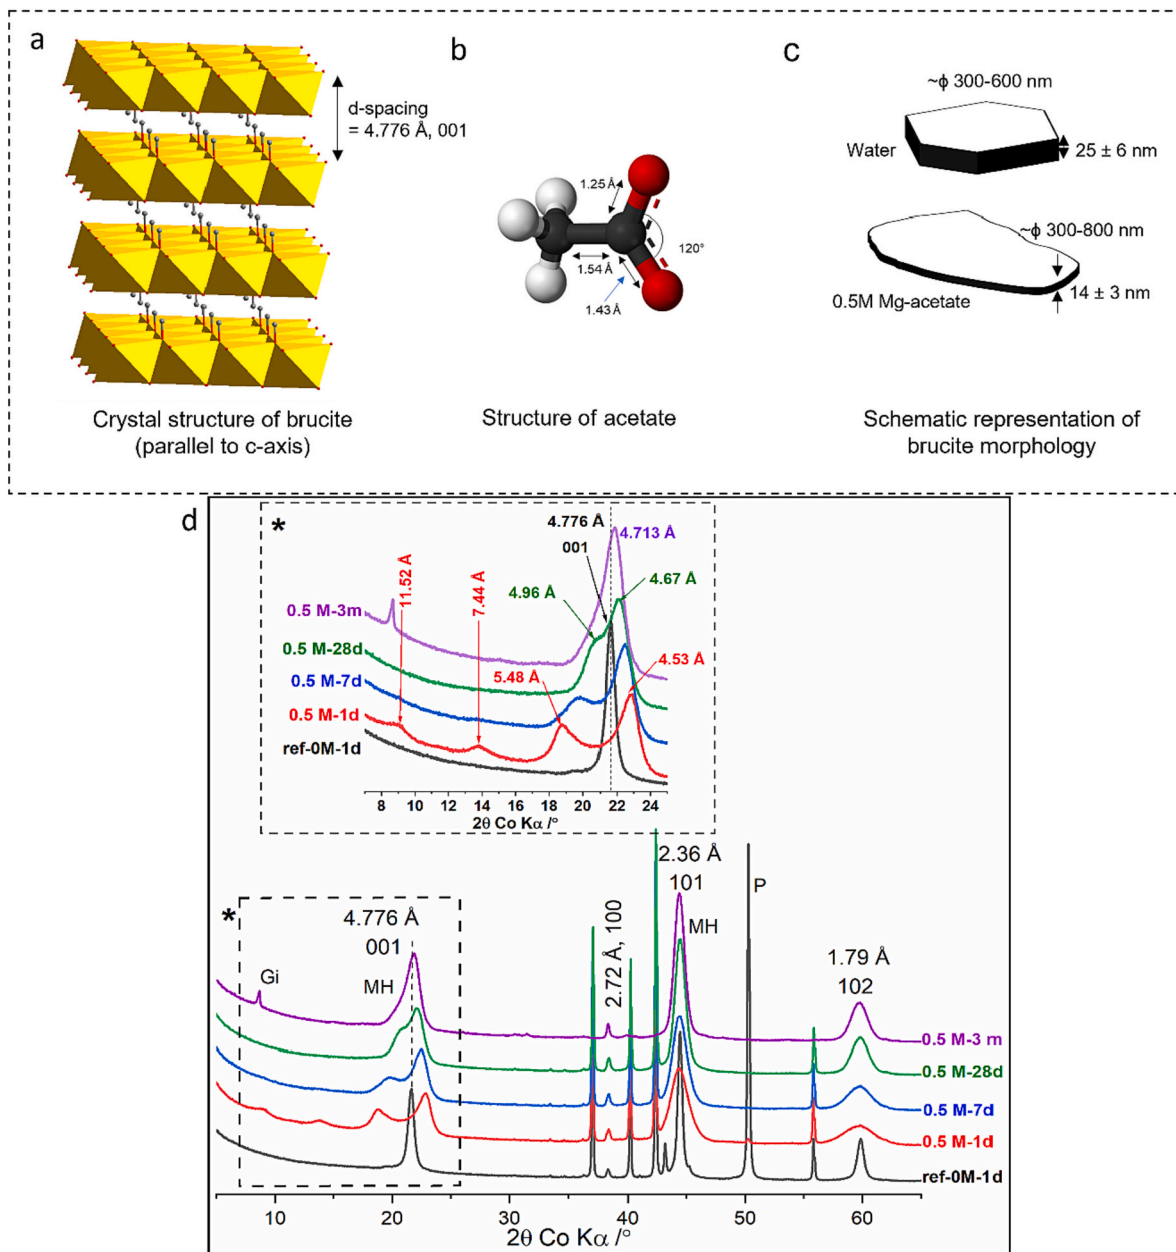 a
d-spacing
= 4.776 Å, 001
Crystal structure of brucite
(parallel to c-axis)
b
1.25Å
120°
1.54Å
1.43Å
Structure of acetate
c
~ϕ 300-600 nm
Water
25 ± 6 nm
~ϕ 300-800 nm
0.5M Mg-acetate
14 ± 3 nm
Schematic representation of
brucite morphology
d
*
4.776 Å
001
4.713 Å
11.52 Å
7.44 Å
4.96 Å
4.67 Å
5.48 Å
4.53 Å
0.5 M-3m
0.5 M-28d
0.5 M-7d
0.5 M-1d
ref-0M-1d
8 10 12 14 16 18 20 22 24
2θ Co Kα /°
*
4.776 Å
001
Gi
MH
2.72 Å, 100
2.36 Å
101
MH
P
1.79 Å
102
0.5 M-3 m
0.5 M-28d
0.5 M-7d
0.5 M-1d
ref-0M-1d
10 20 30 40 50 60
2θ Co Kα /°